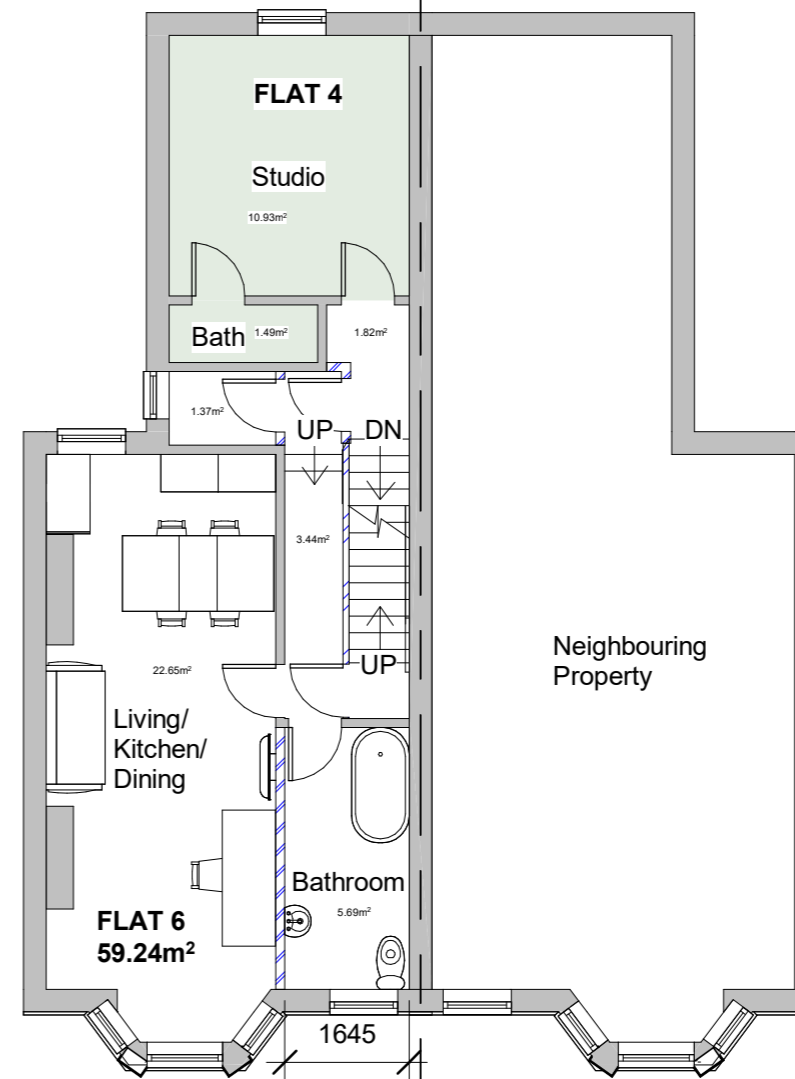 FLAT 4
Studio
10.93m²
Bath 1.49m²
1.82m²
1.37m²
UP
DN
3.44m²
UP
22.65m²
Neighbouring
Property
Living/
Kitchen/
Dining
Bathroom
5.69m²
FLAT 6
59.24m²
1645